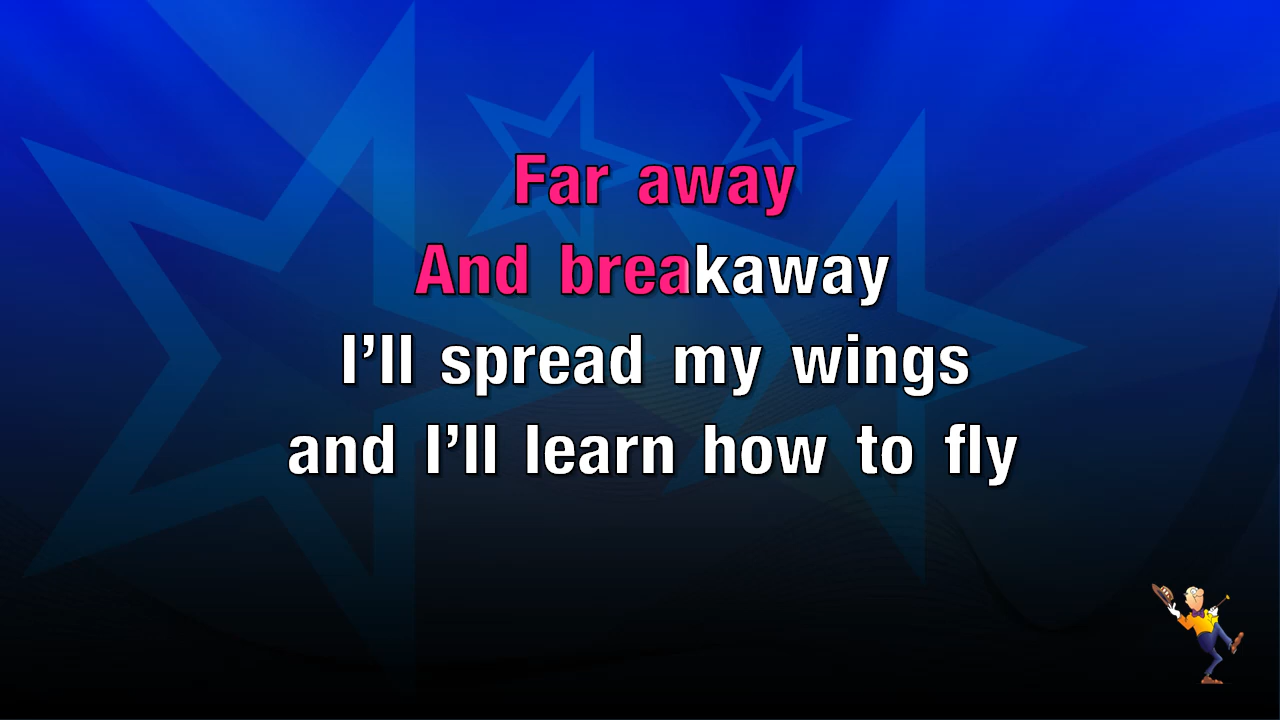 Far away
And breakaway
I’ll spread my wings
and I’ll learn how to fly